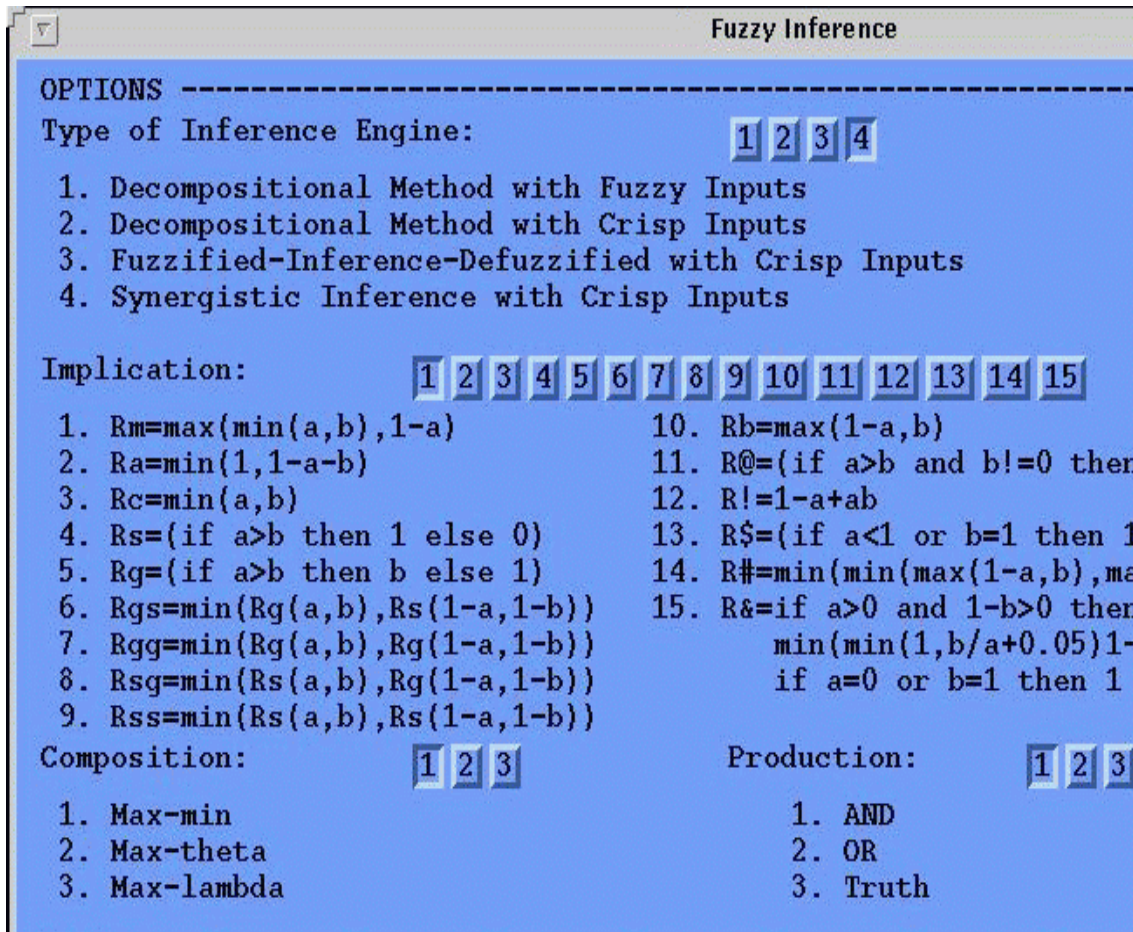 Fuzzy Inference
OPTIONS ------------------------------------------------------
Type of Inference Engine: 1 2 3 4
1. Decompositional Method with Fuzzy Inputs
2. Decompositional Method with Crisp Inputs
3. Fuzzified-Inference-Defuzzified with Crisp Inputs
4. Synergistic Inference with Crisp Inputs
Implication: 1 2 3 4 5 6 7 8 9 10 11 12 13 14 15
1. Rm=max(min(a,b),1-a) 10. Rb=max(1-a,b)
2. Ra=min(1,1-a-b) 11. R@=(if a>b and b!=0 then
3. Rc=min(a,b) 12. R!=1-a+ab
4. Rs=(if a>b then 1 else 0) 13. R$=(if a<1 or b=1 then 1
5. Rg=(if a>b then b else 1) 14. R#=min(min(max(1-a,b),ma
6. Rgs=min(Rg(a,b),Rs(1-a,1-b)) 15. R&=if a>0 and 1-b>0 then
7. Rgg=min(Rg(a,b),Rg(1-a,1-b)) min(min(1,b/a+0.05)1-
8. Rsg=min(Rs(a,b),Rg(1-a,1-b)) if a=0 or b=1 then 1
9. Rss=min(Rs(a,b),Rs(1-a,1-b))
Composition: 1 2 3 Production: 1 2 3
1. Max-min 1. AND
2. Max-theta 2. OR
3. Max-lambda 3. Truth